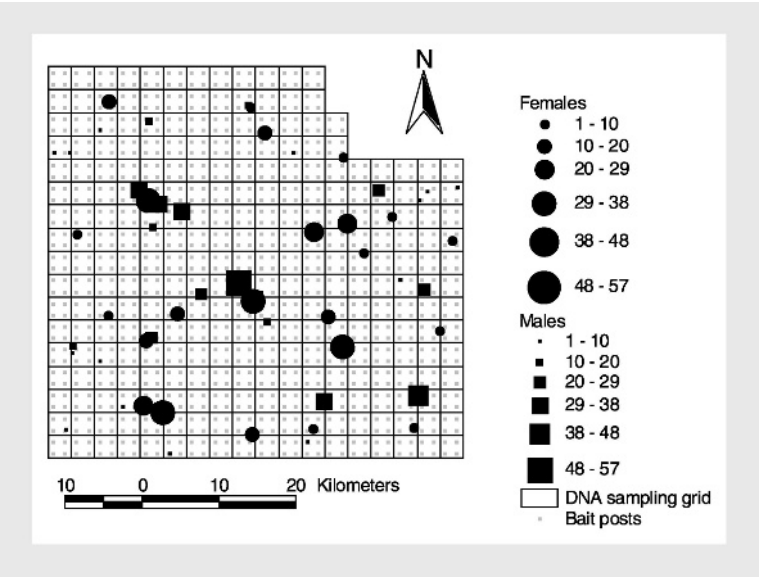 N
Females
1 - 10
10 - 20
20 - 29
29 - 38
38 - 48
48 - 57
Males
1 - 10
10 - 20
20 - 29
29 - 38
38 - 48
48 - 57
DNA sampling grid
Bait posts
10 0 10 20 Kilometers